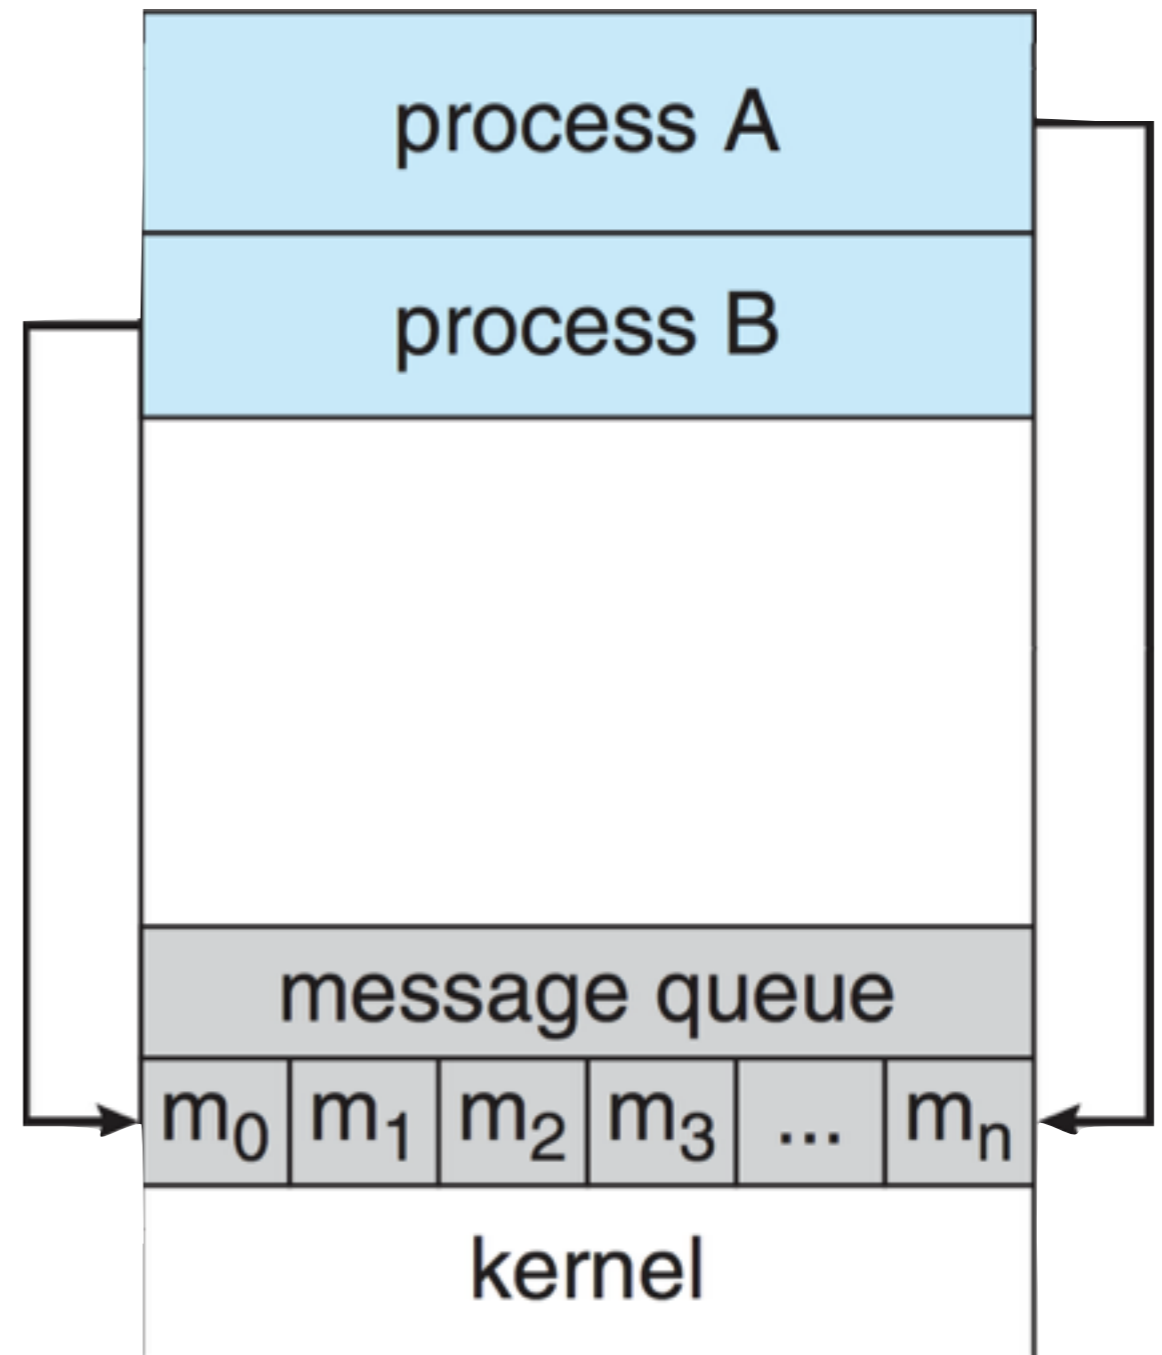 process A
process B
message queue
m₀ m₁ m₂ m₃ ... mₙ
kernel